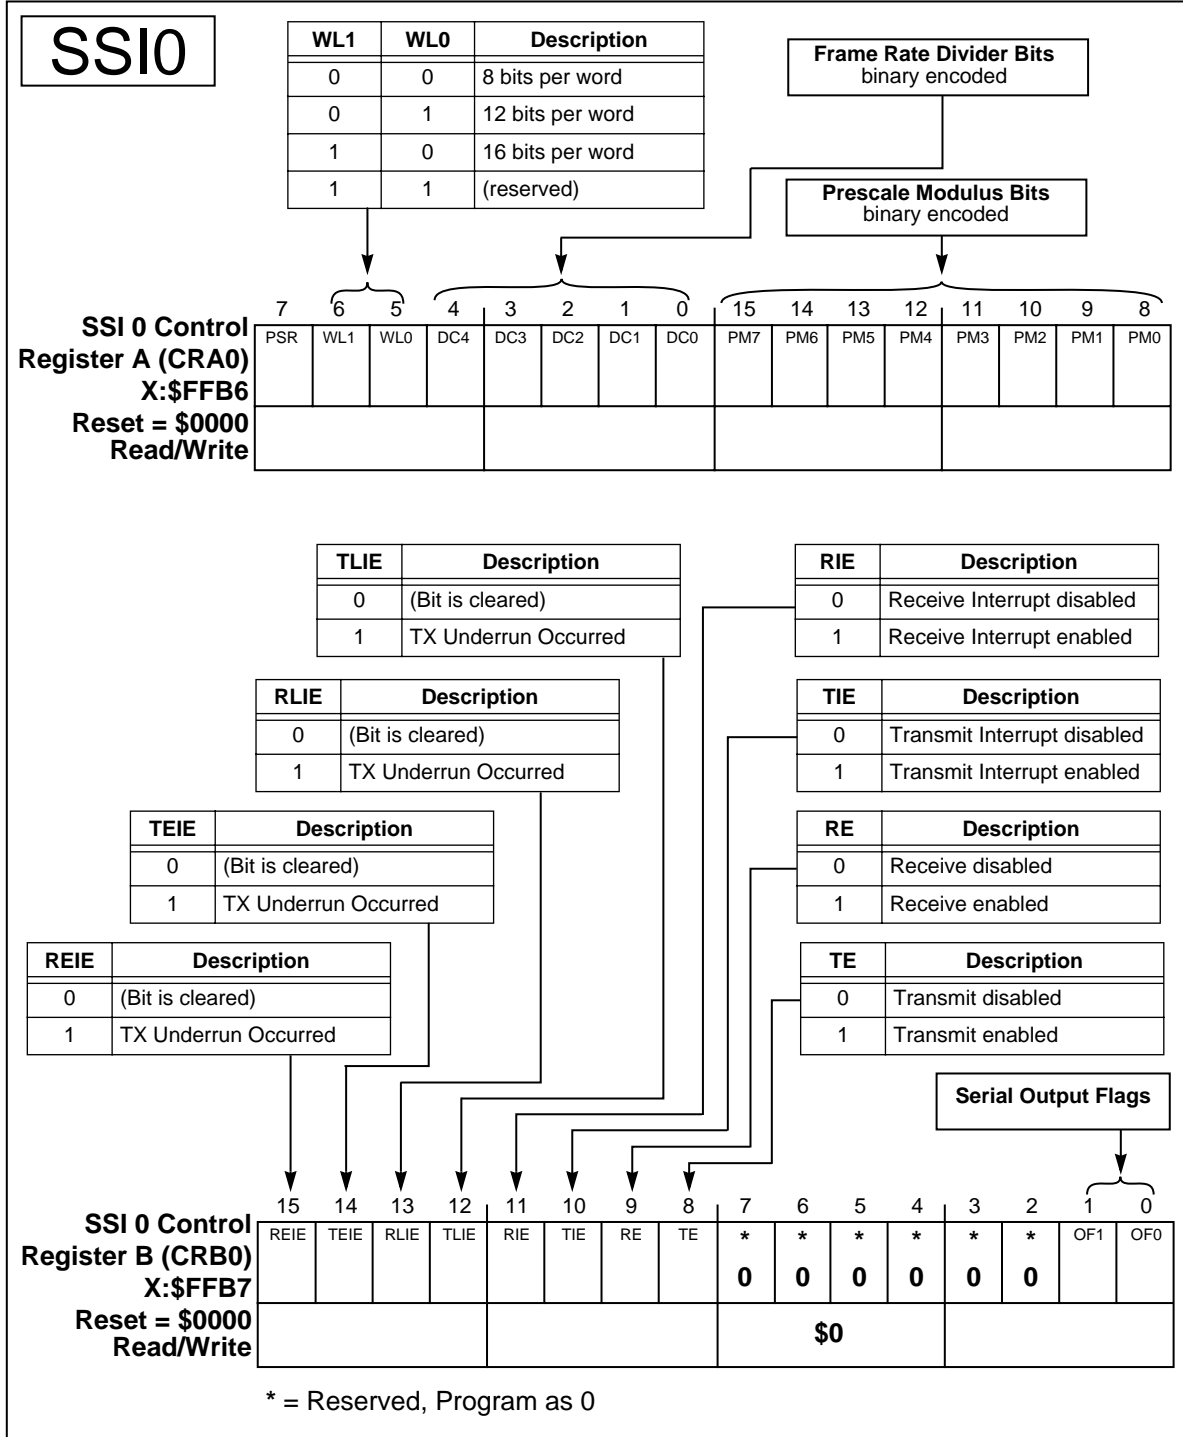 SSI0
WL1 WL0 Description
0 0 8 bits per word
0 1 12 bits per word
1 0 16 bits per word
1 1 (reserved)
Frame Rate Divider Bits
binary encoded
Prescale Modulus Bits
binary encoded
7 6 5 4 3 2 1 0 15 14 13 12 11 10 9 8
PSR WL1 WL0 DC4 DC3 DC2 DC1 DC0 PM7 PM6 PM5 PM4 PM3 PM2 PM1 PM0
SSI 0 Control
Register A (CRA0)
X:$FFB6
Reset = $0000
Read/Write
TLIE Description
0 (Bit is cleared)
1 TX Underrun Occurred
RIE Description
0 Receive Interrupt disabled
1 Receive Interrupt enabled
RLIE Description
0 (Bit is cleared)
1 TX Underrun Occurred
TIE Description
0 Transmit Interrupt disabled
1 Transmit Interrupt enabled
TEIE Description
0 (Bit is cleared)
1 TX Underrun Occurred
RE Description
0 Receive disabled
1 Receive enabled
REIE Description
0 (Bit is cleared)
1 TX Underrun Occurred
TE Description
0 Transmit disabled
1 Transmit enabled
Serial Output Flags
15 14 13 12 11 10 9 8 7 6 5 4 3 2 1 0
REIE TEIE RLIE TLIE RIE TIE RE TE * * * * * * OF1 OF0
0 0 0 0 0 0
SSI 0 Control
Register B (CRB0)
X:$FFB7
Reset = $0000
Read/Write
$0
* = Reserved, Program as 0